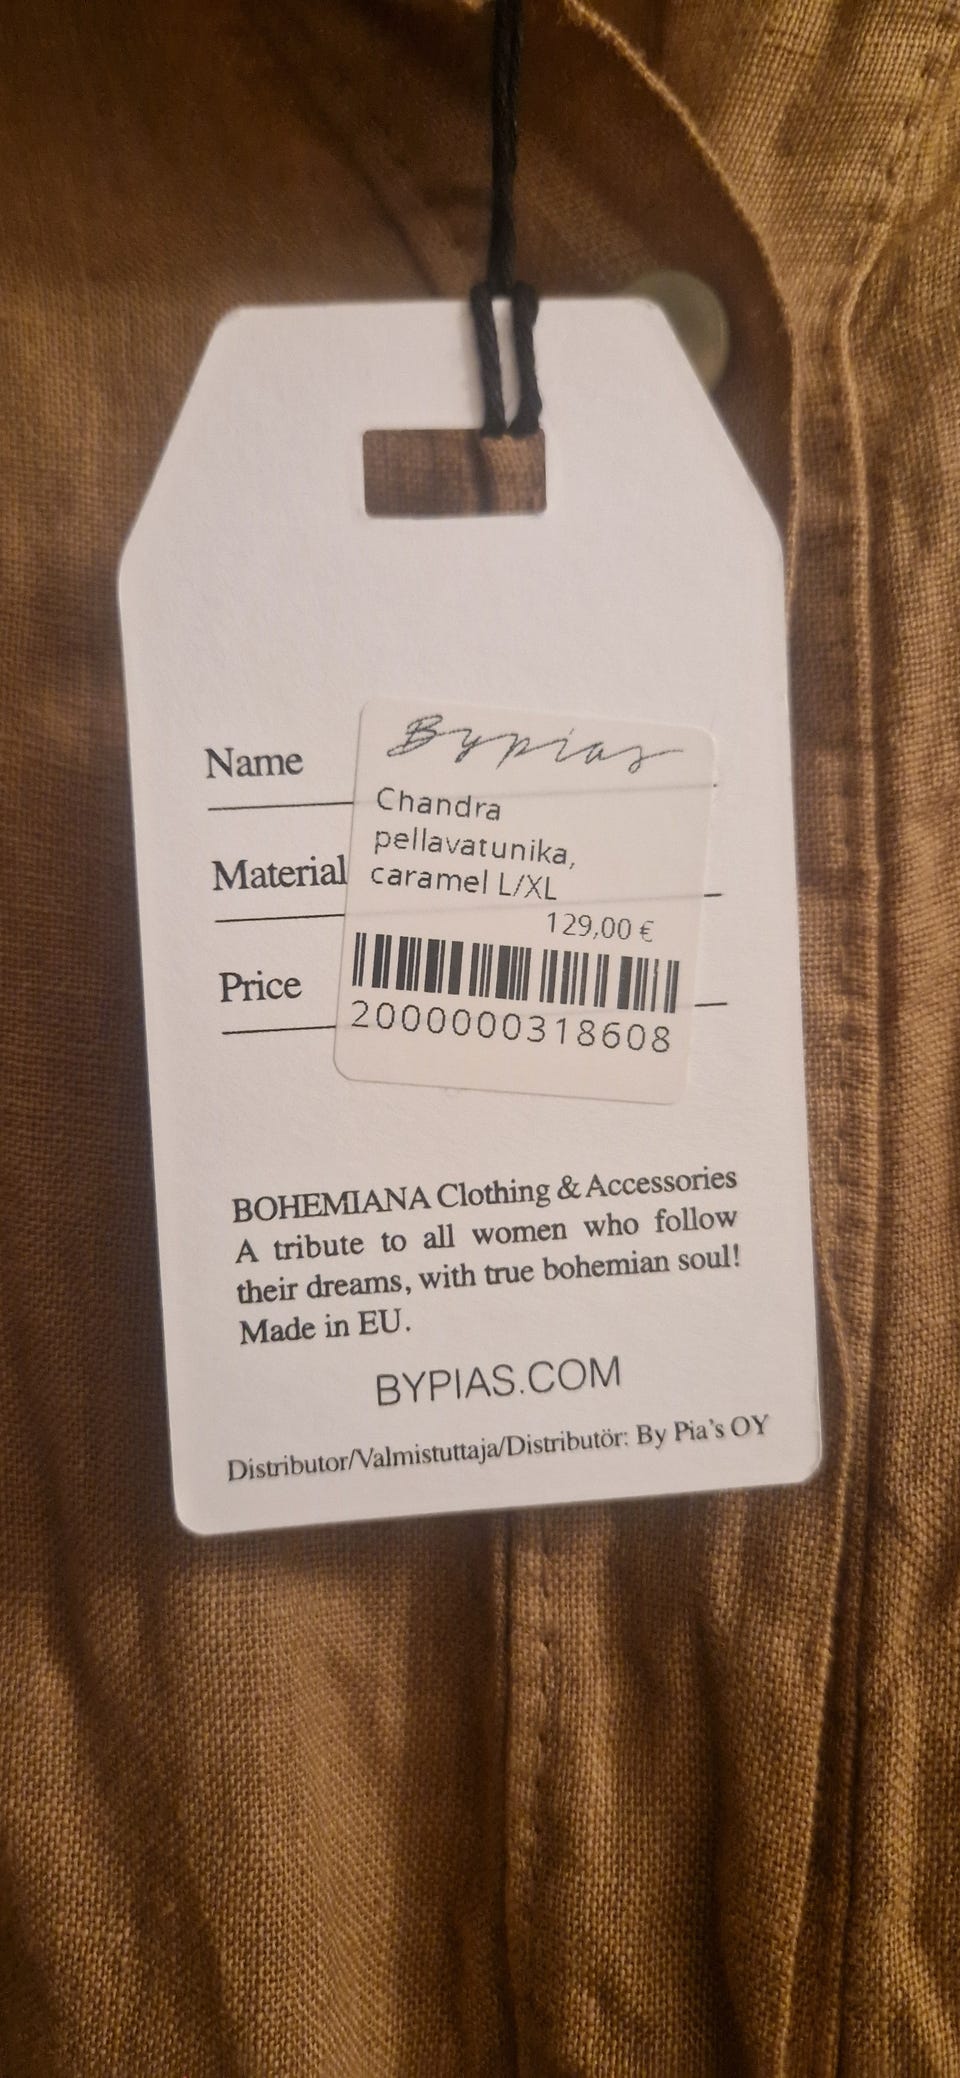 Name
Material
Price
Bypias
Chandra
pellavatunika,
caramel L/XL
129,00 €
2000000318608
BOHEMIANA Clothing & Accessories
A tribute to all women who follow
their dreams, with true bohemian soul!
Made in EU.
BYPIAS.COM
Distributor/Valmistuttaja/Distributör: By Pia's OY